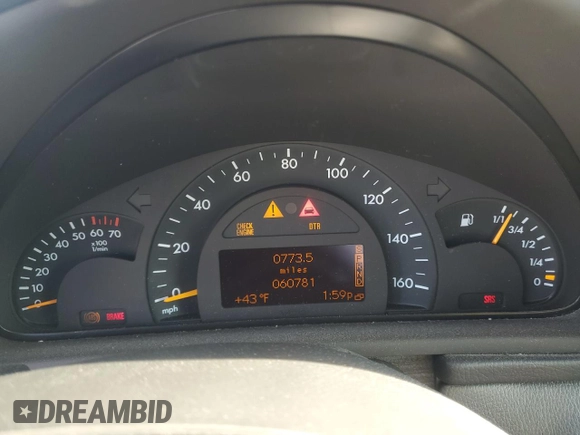 80
60
100
40
120
20
140
0
160
mph
CHECK
ENGINE
DTR
0773.5
miles
060781
+43°F
1:59p
P
R
N
D
50 60 70
40
30
20
10
0
x100
1/min
BRAKE
1/1
3/4
1/2
1/4
0
SRS
DREAMBID